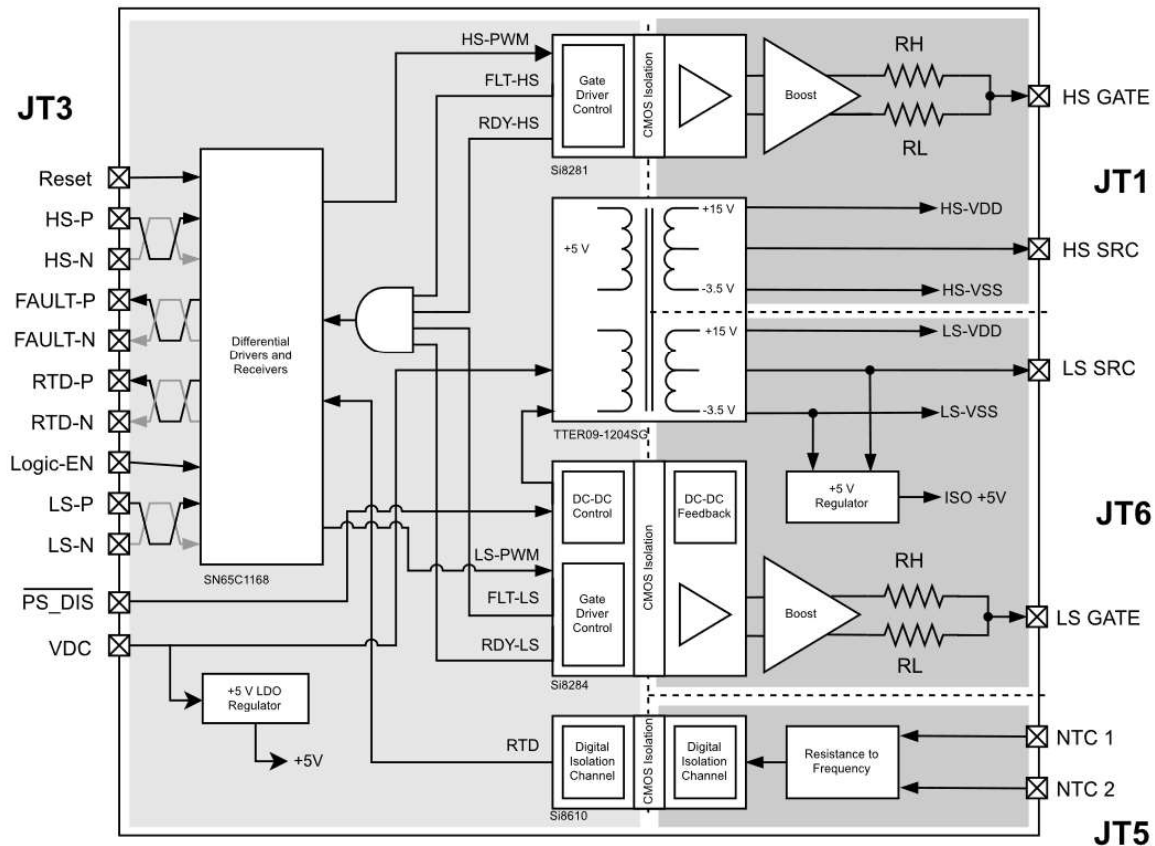 JT3
Reset
HS-P
HS-N
FAULT-P
FAULT-N
RTD-P
RTD-N
Logic-EN
LS-P
LS-N
PS_DIS
VDC
Differential
Drivers and
Receivers
SN65C1168
+5 V LDO
Regulator
+5V
HS-PWM
FLT-HS
RDY-HS
Gate
Driver
Control
CMOS Isolation
Si8281
Boost
RH
RL
HS GATE
JT1
+5 V
+15 V
-3.5 V
+15 V
-3.5 V
TTER09-1204SG
HS-VDD
HS SRC
HS-VSS
LS-VDD
LS SRC
LS-VSS
+5 V
Regulator
ISO +5V
JT6
DC-DC
Control
CMOS Isolation
DC-DC
Feedback
LS-PWM
FLT-LS
RDY-LS
Gate
Driver
Control
Si8284
Boost
RH
RL
LS GATE
RTD
Digital
Isolation
Channel
CMOS Isolation
Digital
Isolation
Channel
Si8610
Resistance to
Frequency
NTC 1
NTC 2
JT5